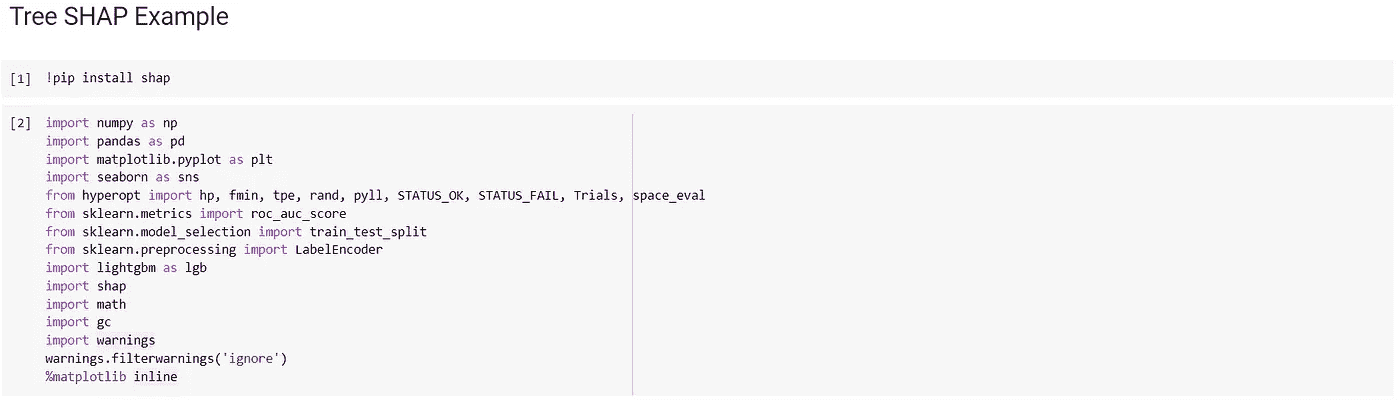 Tree SHAP Example
[1] !pip install shap
[2] import numpy as np
import pandas as pd
import matplotlib.pyplot as plt
import seaborn as sns
from hyperopt import hp, fmin, tpe, rand, pyll, STATUS_OK, STATUS_FAIL, Trials, space_eval
from sklearn.metrics import roc_auc_score
from sklearn.model_selection import train_test_split
from sklearn.preprocessing import LabelEncoder
import lightgbm as lgb
import shap
import math
import gc
import warnings
warnings.filterwarnings('ignore')
%matplotlib inline